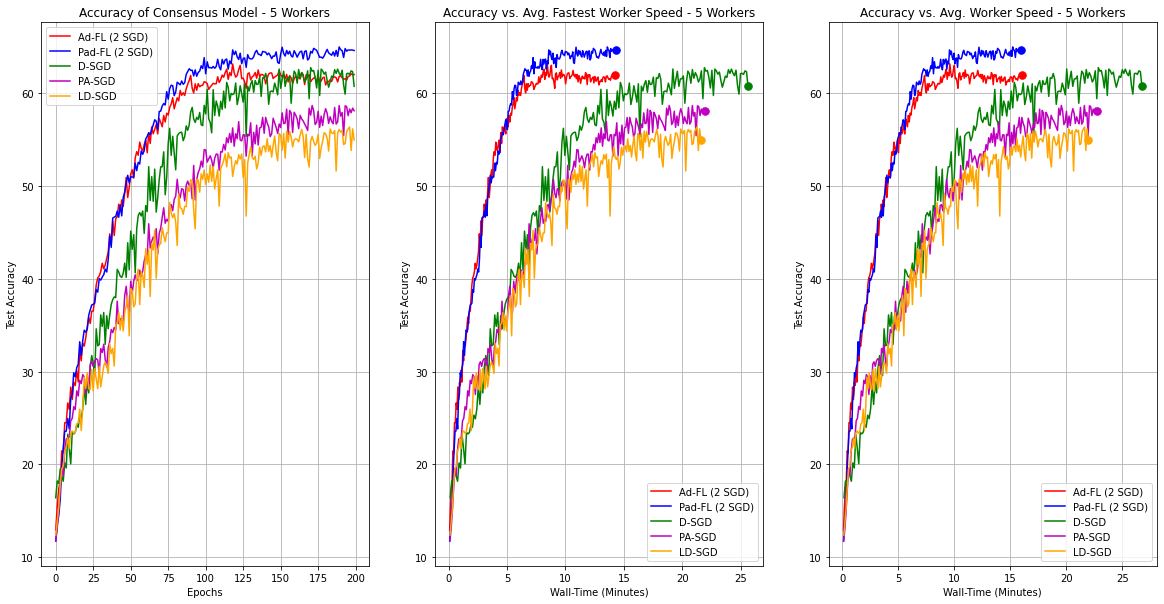 Accuracy of Consensus Model - 5 Workers
Test Accuracy
60
50
40
30
20
10
Ad-FL (2 SGD)
Pad-FL (2 SGD)
D-SGD
PA-SGD
LD-SGD
0 25 50 75 100 125 150 175 200
Epochs
Accuracy vs. Avg. Fastest Worker Speed - 5 Workers
Test Accuracy
60
50
40
30
20
10
Ad-FL (2 SGD)
Pad-FL (2 SGD)
D-SGD
PA-SGD
LD-SGD
0 5 10 15 20 25
Wall-Time (Minutes)
Accuracy vs. Avg. Worker Speed - 5 Workers
Test Accuracy
60
50
40
30
20
10
Ad-FL (2 SGD)
Pad-FL (2 SGD)
D-SGD
PA-SGD
LD-SGD
0 5 10 15 20 25
Wall-Time (Minutes)